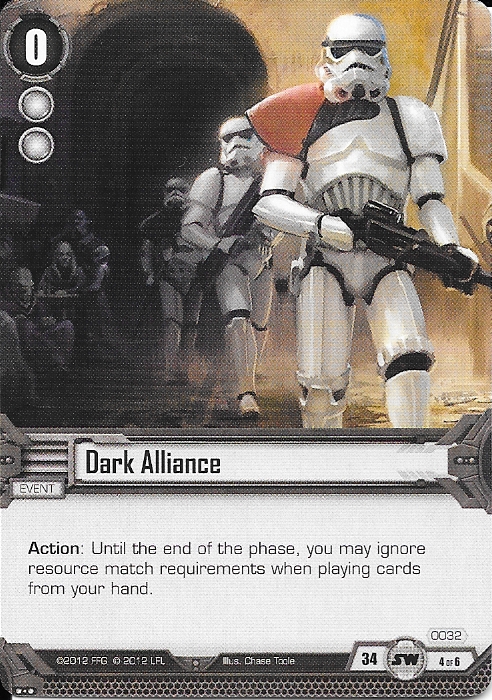 0
Dark Alliance
EVENT
Action: Until the end of the phase, you may ignore
resource match requirements when playing cards
from your hand.
0032
©2012 FFG © 2012 LFL
Illus. Chase Toole
34
SW
4 OF 6